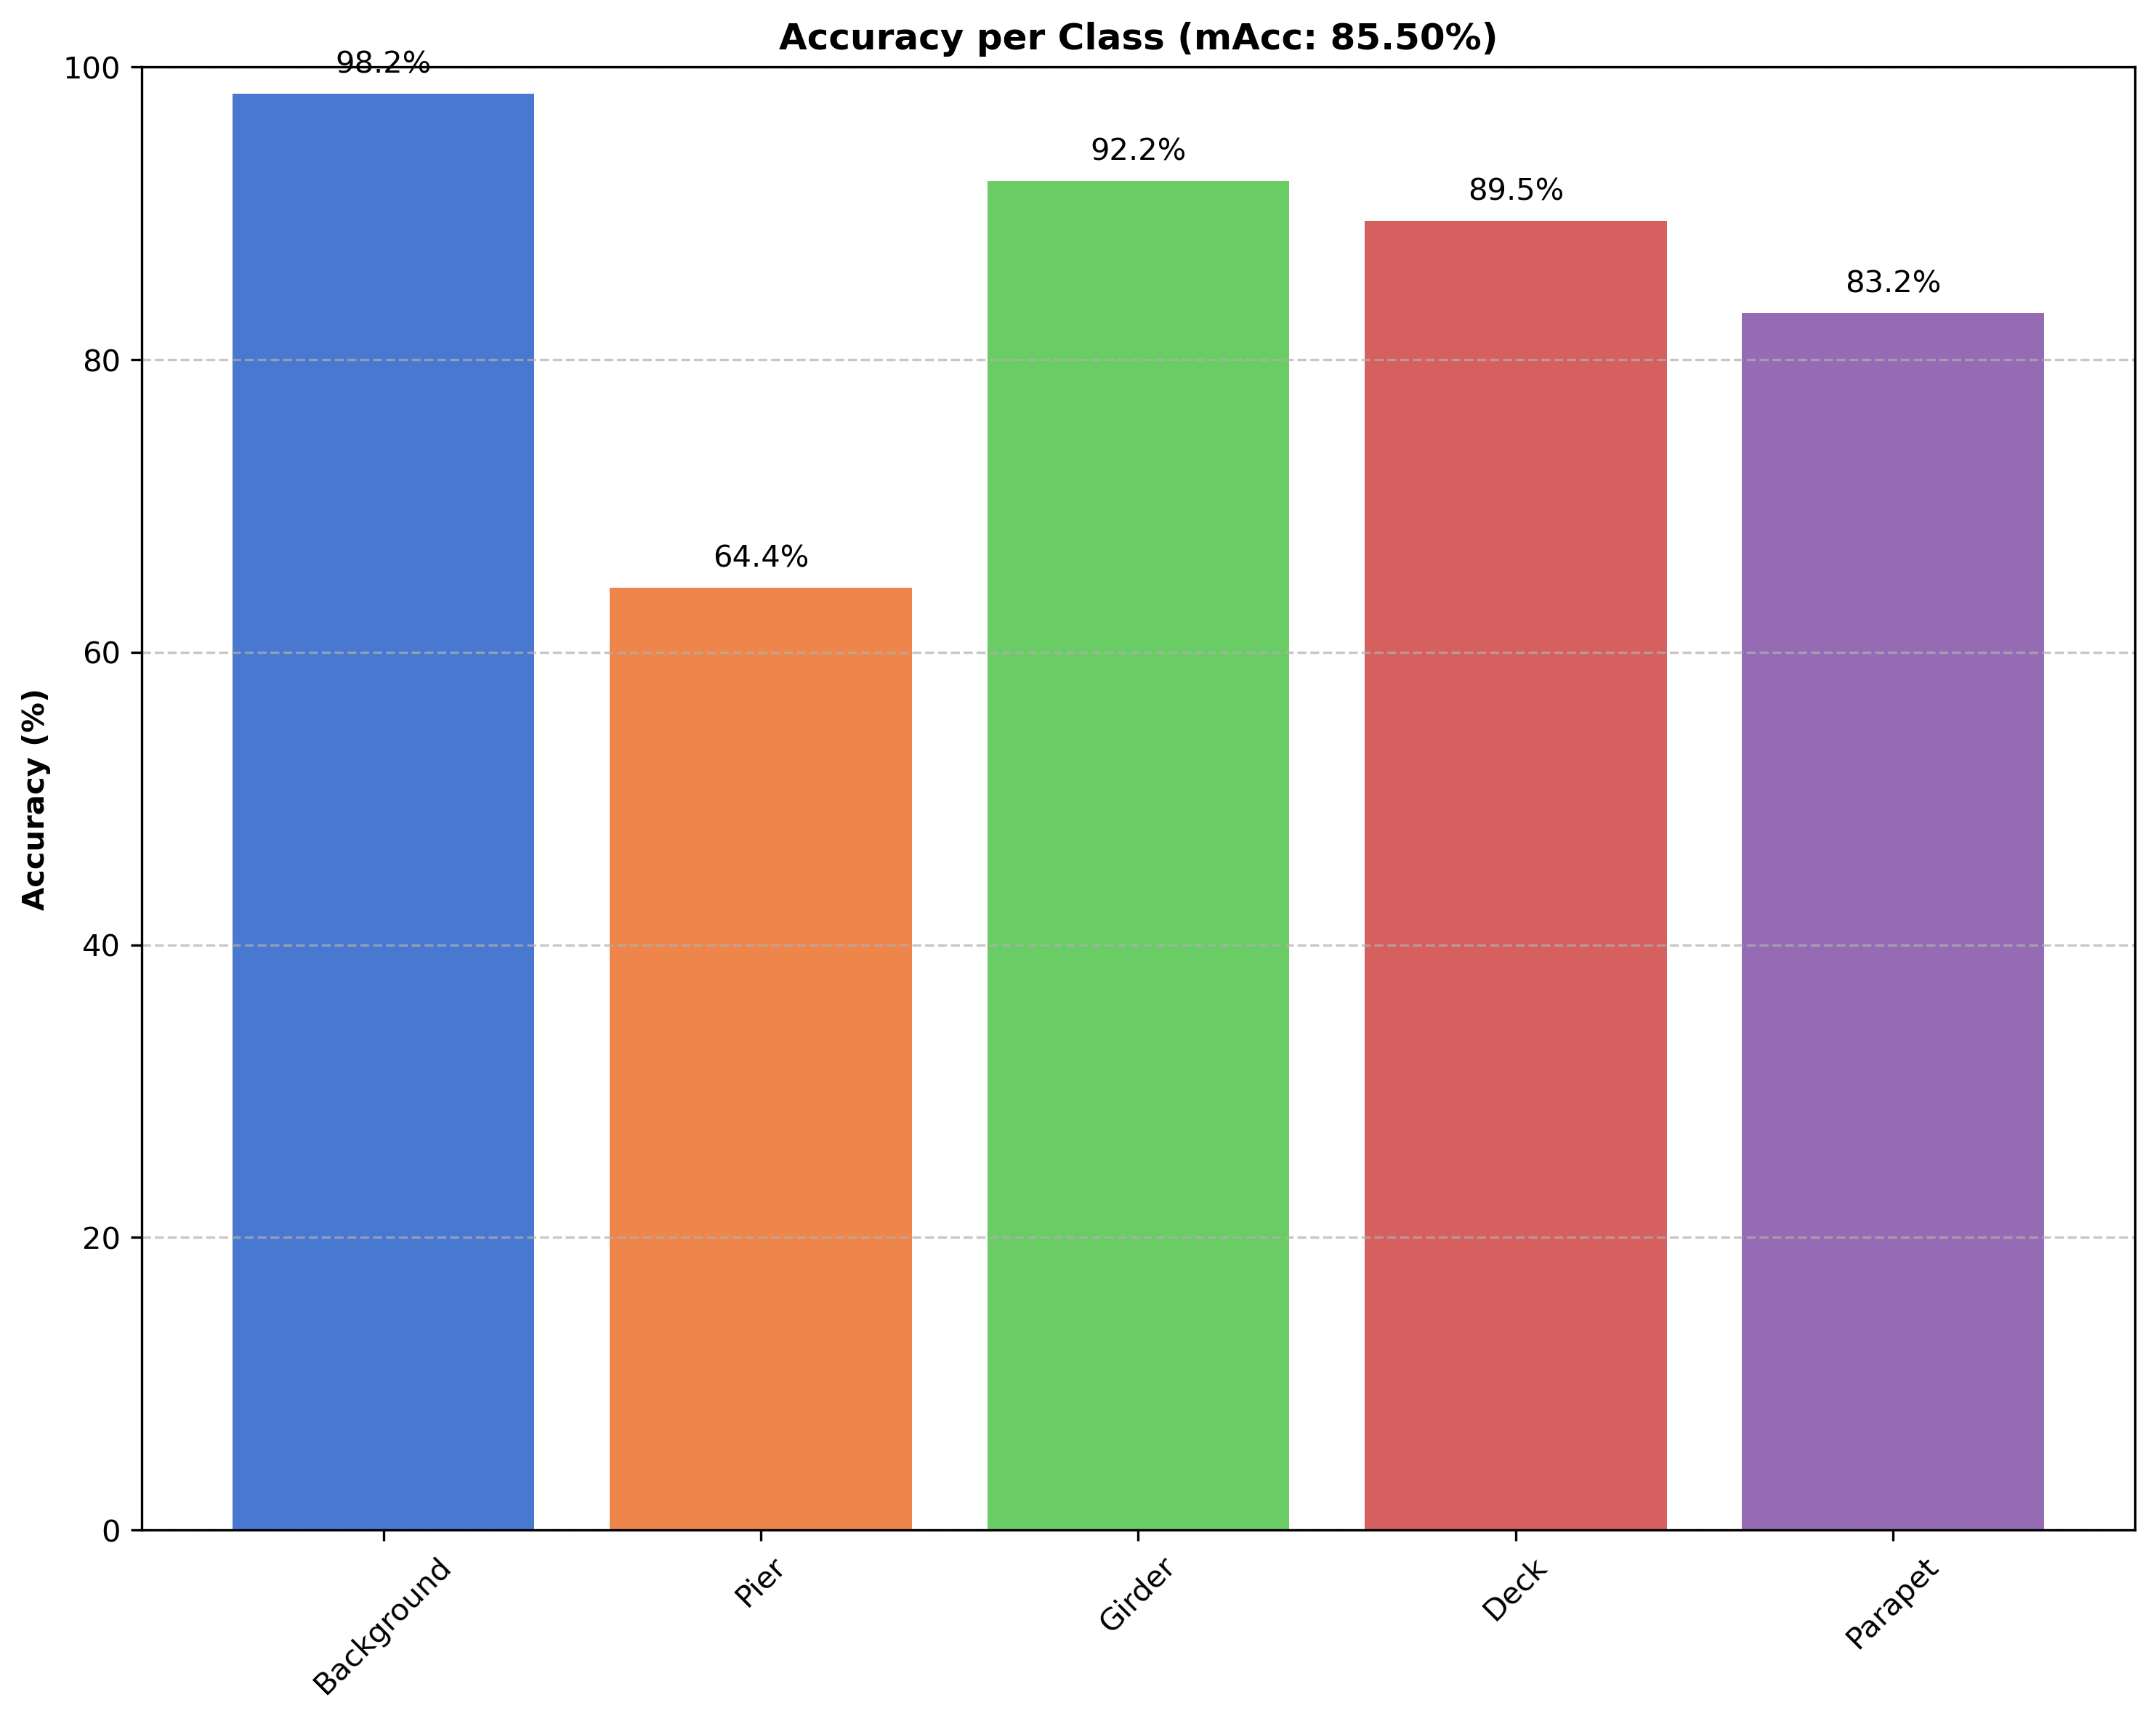 Accuracy per Class (mAcc: 85.50%)
98.2%
64.4%
92.2%
89.5%
83.2%
Accuracy (%)
100
80
60
40
20
0
Background
Pier
Girder
Deck
Parapet